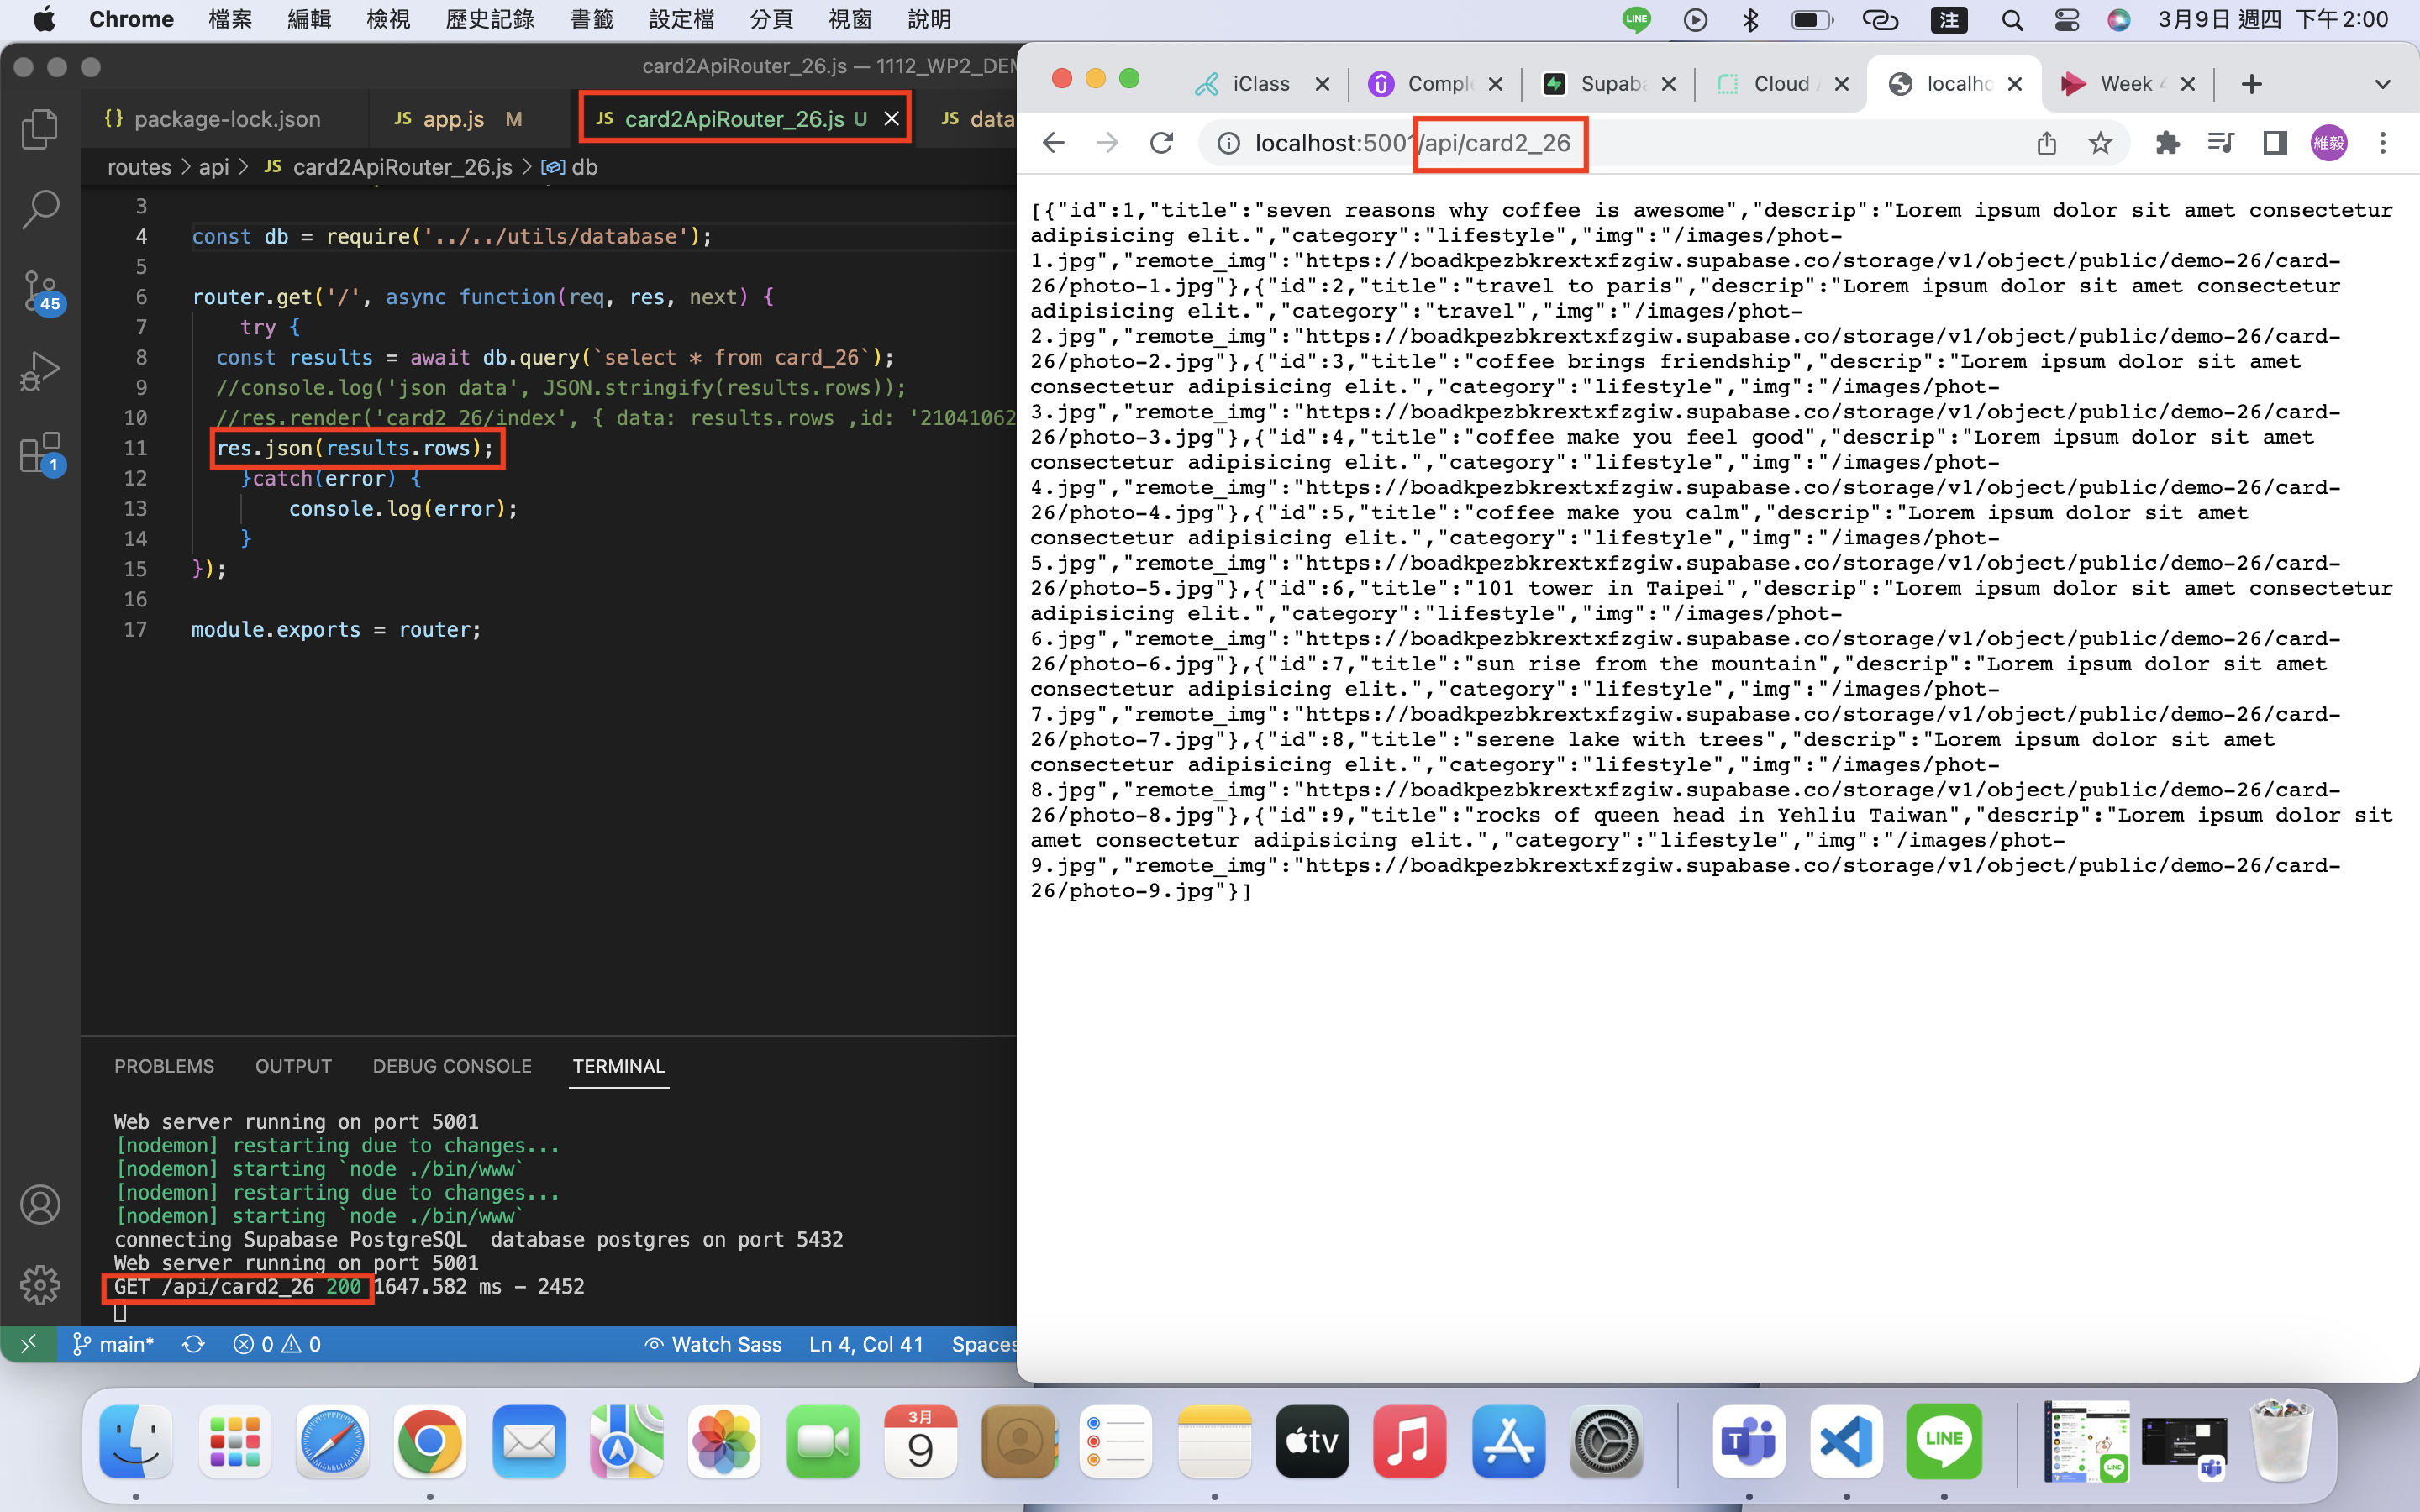 Chrome 檔案 編輯 檢視 歷史記錄 書籤 設定檔 分頁 視窗 說明
LINE 注 3月9日 週四 下午2:00
card2ApiRouter_26.js — 1112_WP2_DEM
{} package-lock.json JS app.js M JS card2ApiRouter_26.js U JS data
routes > api > JS card2ApiRouter_26.js > db
3
4 const db = require('../../utils/database');
5
6 router.get('/', async function(req, res, next) {
7 try {
8 const results = await db.query(`select * from card_26`);
9 //console.log('json data', JSON.stringify(results.rows));
10 //res.render('card2_26/index', { data: results.rows ,id: '21041062
11 res.json(results.rows);
12 }catch(error) {
13 console.log(error);
14 }
15 });
16
17 module.exports = router;
45
1
PROBLEMS OUTPUT DEBUG CONSOLE TERMINAL
Web server running on port 5001
[nodemon] restarting due to changes...
[nodemon] starting `node ./bin/www`
[nodemon] restarting due to changes...
[nodemon] starting `node ./bin/www`
connecting Supabase PostgreSQL  database postgres on port 5432
Web server running on port 5001
GET /api/card2_26 200 1647.582 ms - 2452
main* 0 0 Watch Sass Ln 4, Col 41 Spaces
iClass Compl Supaba Cloud localho Week 4
localhost:5001/api/card2_26 維毅
[{"id":1,"title":"seven reasons why coffee is awesome","descrip":"Lorem ipsum dolor sit amet consectetur
adipisicing elit.","category":"lifestyle","img":"/images/phot-
1.jpg","remote_img":"https://boadkpezbkrextxfzgiw.supabase.co/storage/v1/object/public/demo-26/card-
26/photo-1.jpg"},{"id":2,"title":"travel to paris","descrip":"Lorem ipsum dolor sit amet consectetur
adipisicing elit.","category":"travel","img":"/images/phot-
2.jpg","remote_img":"https://boadkpezbkrextxfzgiw.supabase.co/storage/v1/object/public/demo-26/card-
26/photo-2.jpg"},{"id":3,"title":"coffee brings friendship","descrip":"Lorem ipsum dolor sit amet
consectetur adipisicing elit.","category":"lifestyle","img":"/images/phot-
3.jpg","remote_img":"https://boadkpezbkrextxfzgiw.supabase.co/storage/v1/object/public/demo-26/card-
26/photo-3.jpg"},{"id":4,"title":"coffee make you feel good","descrip":"Lorem ipsum dolor sit amet
consectetur adipisicing elit.","category":"lifestyle","img":"/images/phot-
4.jpg","remote_img":"https://boadkpezbkrextxfzgiw.supabase.co/storage/v1/object/public/demo-26/card-
26/photo-4.jpg"},{"id":5,"title":"coffee make you calm","descrip":"Lorem ipsum dolor sit amet
consectetur adipisicing elit.","category":"lifestyle","img":"/images/phot-
5.jpg","remote_img":"https://boadkpezbkrextxfzgiw.supabase.co/storage/v1/object/public/demo-26/card-
26/photo-5.jpg"},{"id":6,"title":"101 tower in Taipei","descrip":"Lorem ipsum dolor sit amet consectetur
adipisicing elit.","category":"lifestyle","img":"/images/phot-
6.jpg","remote_img":"https://boadkpezbkrextxfzgiw.supabase.co/storage/v1/object/public/demo-26/card-
26/photo-6.jpg"},{"id":7,"title":"sun rise from the mountain","descrip":"Lorem ipsum dolor sit amet
consectetur adipisicing elit.","category":"lifestyle","img":"/images/phot-
7.jpg","remote_img":"https://boadkpezbkrextxfzgiw.supabase.co/storage/v1/object/public/demo-26/card-
26/photo-7.jpg"},{"id":8,"title":"serene lake with trees","descrip":"Lorem ipsum dolor sit amet
consectetur adipisicing elit.","category":"lifestyle","img":"/images/phot-
8.jpg","remote_img":"https://boadkpezbkrextxfzgiw.supabase.co/storage/v1/object/public/demo-26/card-
26/photo-8.jpg"},{"id":9,"title":"rocks of queen head in Yehliu Taiwan","descrip":"Lorem ipsum dolor sit
amet consectetur adipisicing elit.","category":"lifestyle","img":"/images/phot-
9.jpg","remote_img":"https://boadkpezbkrextxfzgiw.supabase.co/storage/v1/object/public/demo-26/card-
26/photo-9.jpg"}]
3月
9
tv
LINE